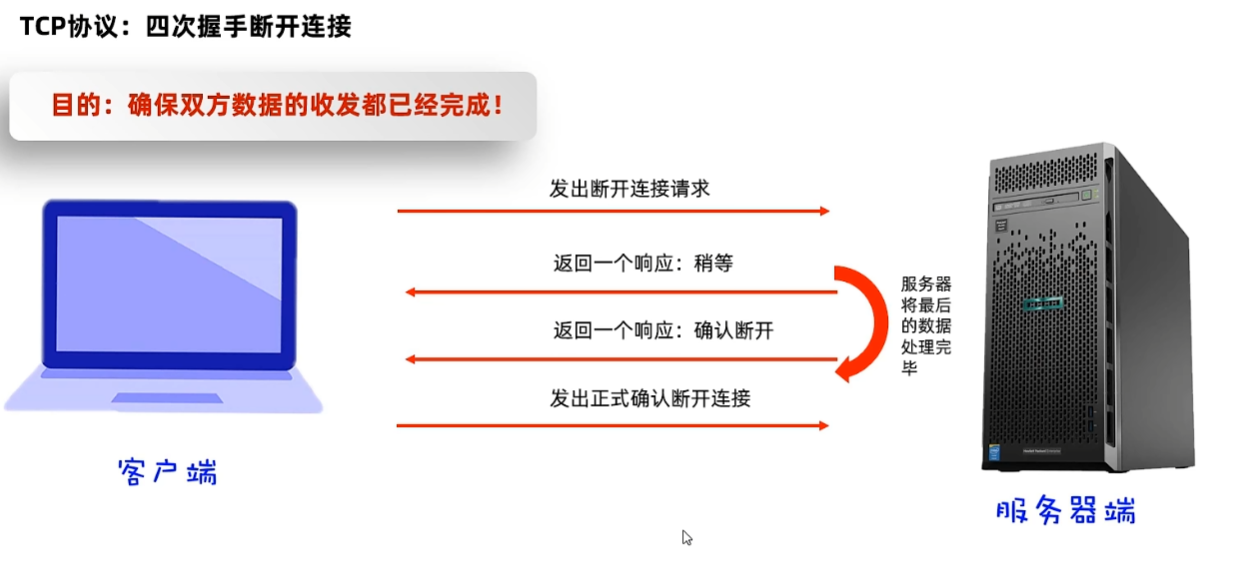 TCP协议：四次握手断开连接
目的：确保双方数据的收发都已经完成！
发出断开连接请求
返回一个响应：稍等
服务器
将最后
的数据
处理完
毕
返回一个响应：确认断开
发出正式确认断开连接
客户端
服务器端